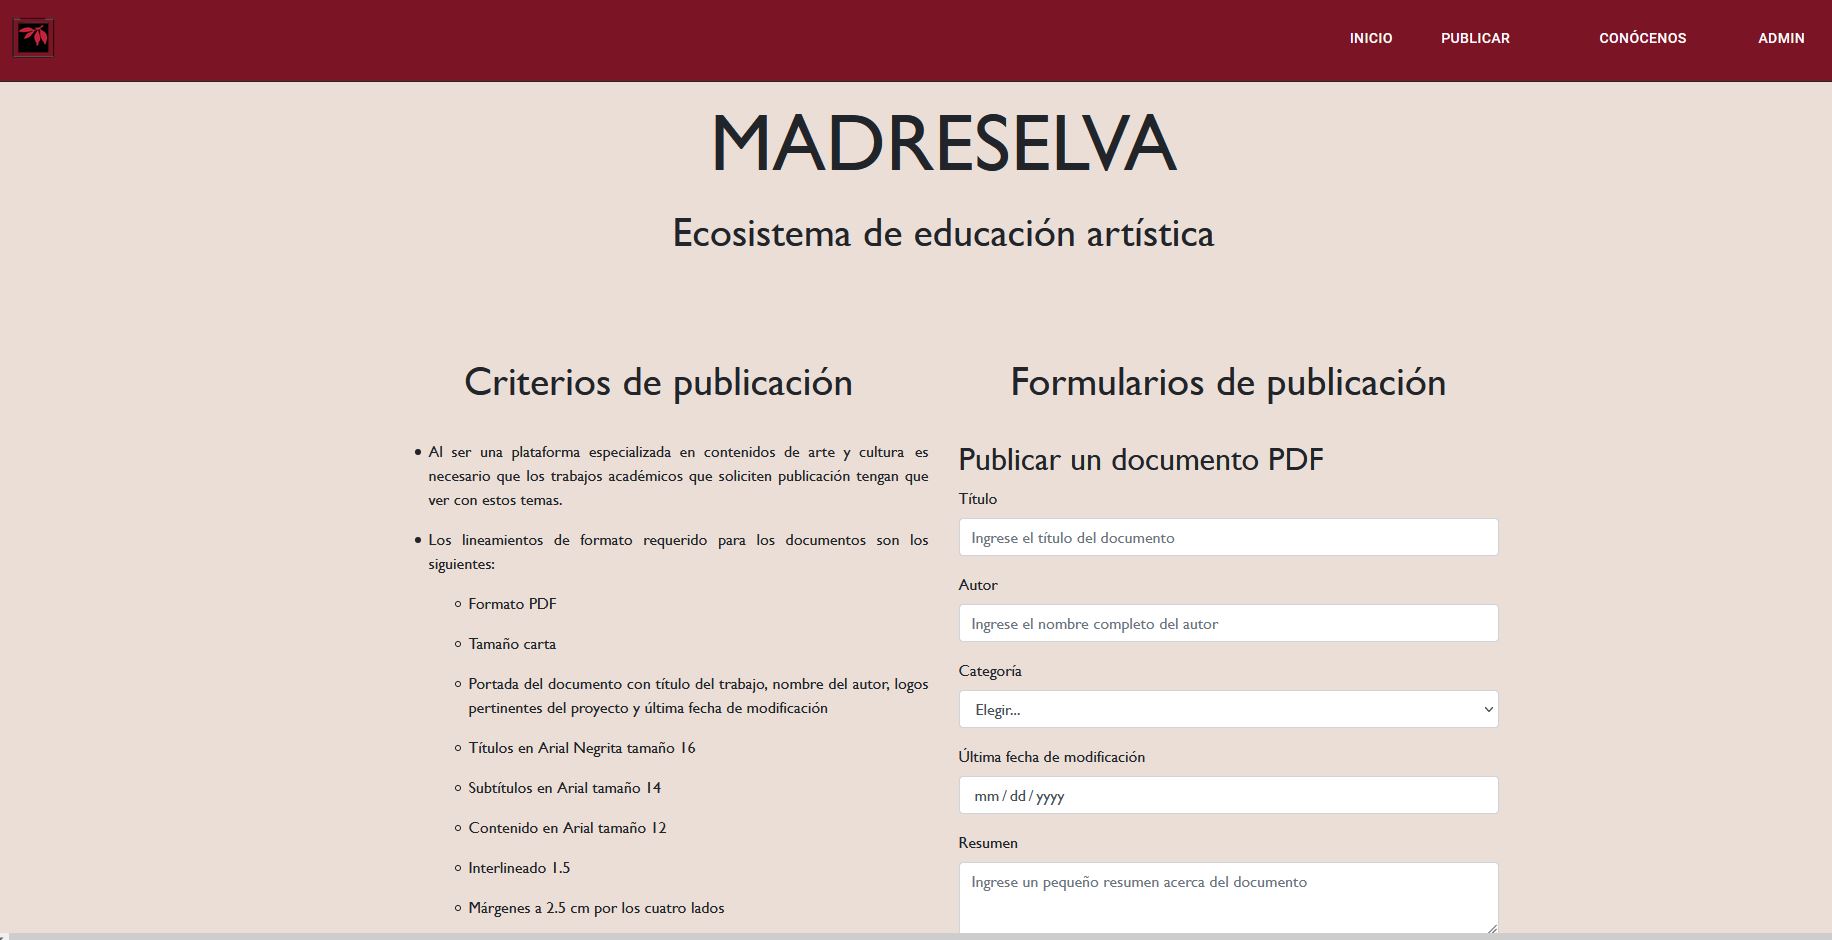 INICIO PUBLICAR CONÓCENOS ADMIN
MADRESELVA
Ecosistema de educación artística
Criterios de publicación
Al ser una plataforma especializada en contenidos de arte y cultura es
necesario que los trabajos académicos que soliciten publicación tengan que
ver con estos temas.
Los lineamientos de formato requerido para los documentos son los
siguientes:
Formato PDF
Tamaño carta
Portada del documento con título del trabajo, nombre del autor, logos
pertinentes del proyecto y última fecha de modificación
Títulos en Arial Negrita tamaño 16
Subtítulos en Arial tamaño 14
Contenido en Arial tamaño 12
Interlineado 1.5
Márgenes a 2.5 cm por los cuatro lados
Formularios de publicación
Publicar un documento PDF
Título
Ingrese el título del documento
Autor
Ingrese el nombre completo del autor
Categoría
Elegir...
Última fecha de modificación
mm / dd / yyyy
Resumen
Ingrese un pequeño resumen acerca del documento